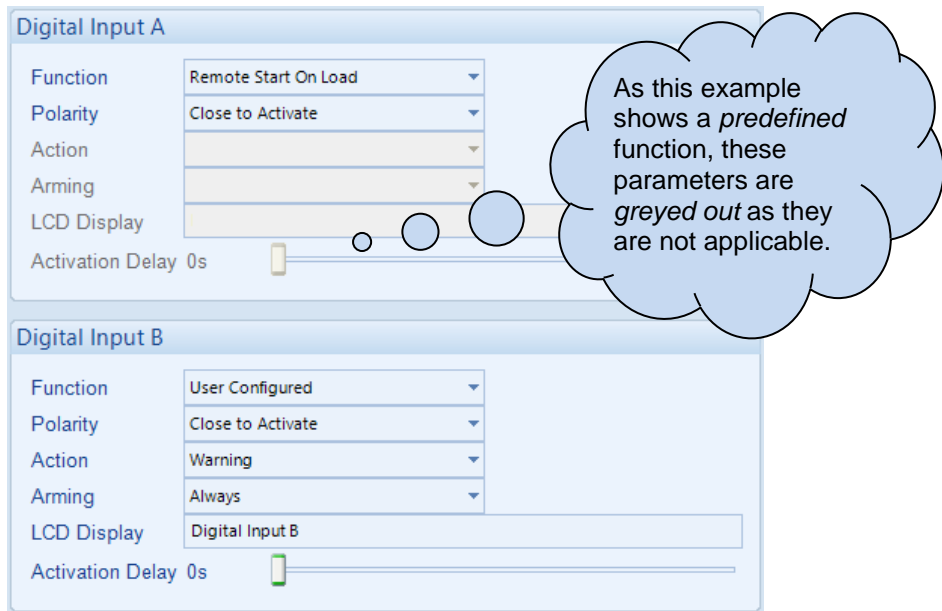 Digital Input A
Function Remote Start On Load
Polarity Close to Activate
Action
Arming
LCD Display
Activation Delay 0s
As this example
shows a predefined
function, these
parameters are
greyed out as they
are not applicable.
Digital Input B
Function User Configured
Polarity Close to Activate
Action Warning
Arming Always
LCD Display Digital Input B
Activation Delay 0s